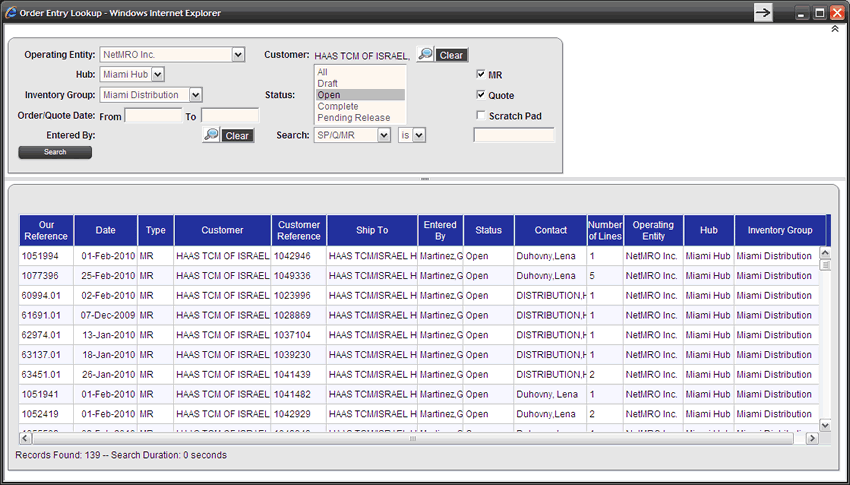 Order Entry Lookup - Windows Internet Explorer
Operating Entity: NetMRO Inc. Customer: HAAS TCM OF ISRAEL, Clear
Hub: Miami Hub All MR
Draft
Inventory Group: Miami Distribution Status: Open Quote
Complete
Order/Quote Date: From To Pending Release Scratch Pad
Entered By: Clear Search: SP/Q/MR is
Search
Our Reference Date Type Customer Customer Reference Ship To Entered By Status Contact Number of Lines Operating Entity Hub Inventory Group
1051994 01-Feb-2010 MR HAAS TCM OF ISRAEL 1042946 HAAS TCM/ISRAEL H Martinez,G Open Duhovny,Lena 1 NetMRO Inc. Miami Hub Miami Distribution
1077396 25-Feb-2010 MR HAAS TCM OF ISRAEL 1049336 HAAS TCM/ISRAEL H Martinez,G Open Duhovny,Lena 5 NetMRO Inc. Miami Hub Miami Distribution
60994.01 02-Feb-2010 MR HAAS TCM OF ISRAEL 1023996 HAAS TCM/ISRAEL H Martinez,G Open DISTRIBUTION,H 1 NetMRO Inc. Miami Hub Miami Distribution
61691.01 07-Dec-2009 MR HAAS TCM OF ISRAEL 1028869 HAAS TCM/ISRAEL H Martinez,G Open DISTRIBUTION,H 1 NetMRO Inc. Miami Hub Miami Distribution
62974.01 13-Jan-2010 MR HAAS TCM OF ISRAEL 1037104 HAAS TCM/ISRAEL H Martinez,G Open DISTRIBUTION,H 1 NetMRO Inc. Miami Hub Miami Distribution
63137.01 18-Jan-2010 MR HAAS TCM OF ISRAEL 1039230 HAAS TCM/ISRAEL H Martinez,G Open DISTRIBUTION,H 1 NetMRO Inc. Miami Hub Miami Distribution
63451.01 26-Jan-2010 MR HAAS TCM OF ISRAEL 1041439 HAAS TCM/ISRAEL H Martinez,G Open DISTRIBUTION,H 2 NetMRO Inc. Miami Hub Miami Distribution
1051941 01-Feb-2010 MR HAAS TCM OF ISRAEL 1041482 HAAS TCM/ISRAEL H Martinez,G Open Duhovny, Lena 1 NetMRO Inc. Miami Hub Miami Distribution
1052419 01-Feb-2010 MR HAAS TCM OF ISRAEL 1042929 HAAS TCM/ISRAEL H Martinez,G Open Duhovny,Lena 2 NetMRO Inc. Miami Hub Miami Distribution
Records Found: 139 -- Search Duration: 0 seconds